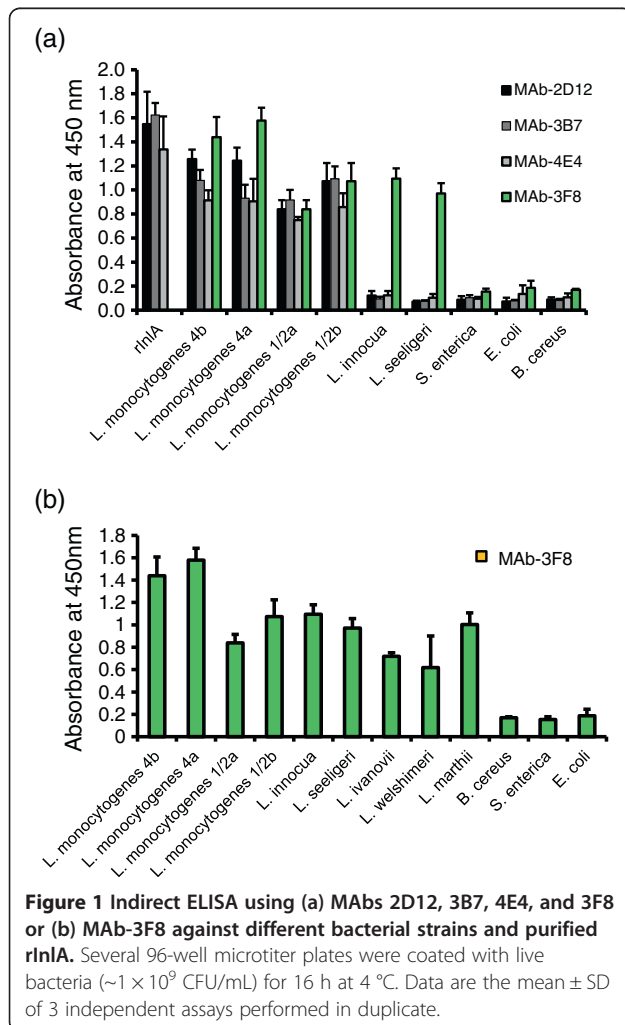 (a)
Absorbance at 450 nm
2.0
1.8
1.6
1.4
1.2
1.0
0.8
0.6
0.4
0.2
0.0
MAb-2D12
MAb-3B7
MAb-4E4
MAb-3F8
rInIA
L. monocytogenes 4b
L. monocytogenes 4a
L. monocytogenes 1/2a
L. monocytogenes 1/2b
L. innocua
L. seeligeri
S. enterica
E. coli
B. cereus
(b)
Absorbance at 450nm
1.8
1.6
1.4
1.2
1
0.8
0.6
0.4
0.2
0
MAb-3F8
L. monocytogenes 4b
L. monocytogenes 4a
L. monocytogenes 1/2a
L. monocytogenes 1/2b
L. innocua
L. seeligeri
L. ivanovii
L. welshimeri
L. marthii
B. cereus
S. enterica
E. coli
Figure 1 Indirect ELISA using (a) MAbs 2D12, 3B7, 4E4, and 3F8
or (b) MAb-3F8 against different bacterial strains and purified
rInlA. Several 96-well microtiter plates were coated with live
bacteria (~1 × 10⁹ CFU/mL) for 16 h at 4 °C. Data are the mean ± SD
of 3 independent assays performed in duplicate.